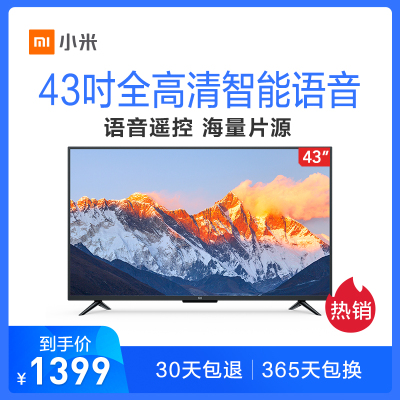 小米
43吋全高清智能语音
语音遥控 海量片源
43"
热销
到手价
¥1399
30天包退 365天包换